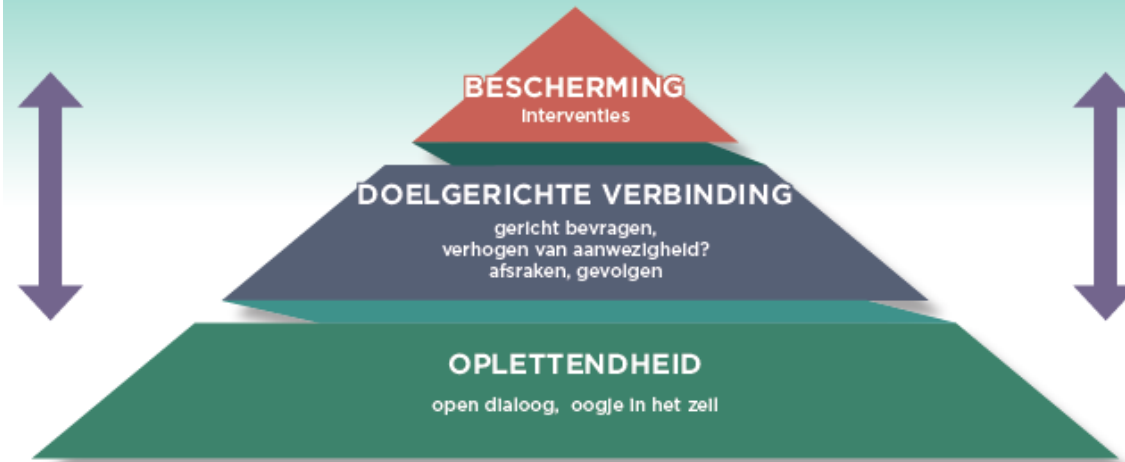 BESCHERMING
interventies
DOELGERICHTE VERBINDING
gericht bevragen,
verhogen van aanwezigheid?
afsraken, gevolgen
OPLETTENDHEID
open dialoog, oogje in het zeil